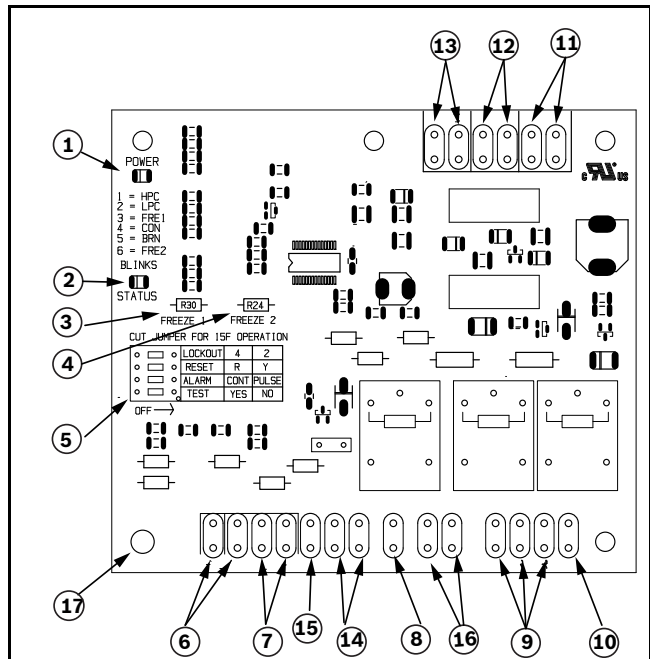 13 12 11
1
POWER
c RU US
1 = HPC
2 = LPC
3 = FRE1
4 = CON
5 = BRN
6 = FRE2
BLINKS
2
STATUS
R30 R24
3 FREEZE 1 FREEZE 2
CUT JUMPER FOR 15F OPERATION
4
LOCKOUT 4 2
RESET R Y
ALARM CONT PULSE
TEST YES NO
5 OFF
17
6 7 15 14 8 16 9 10